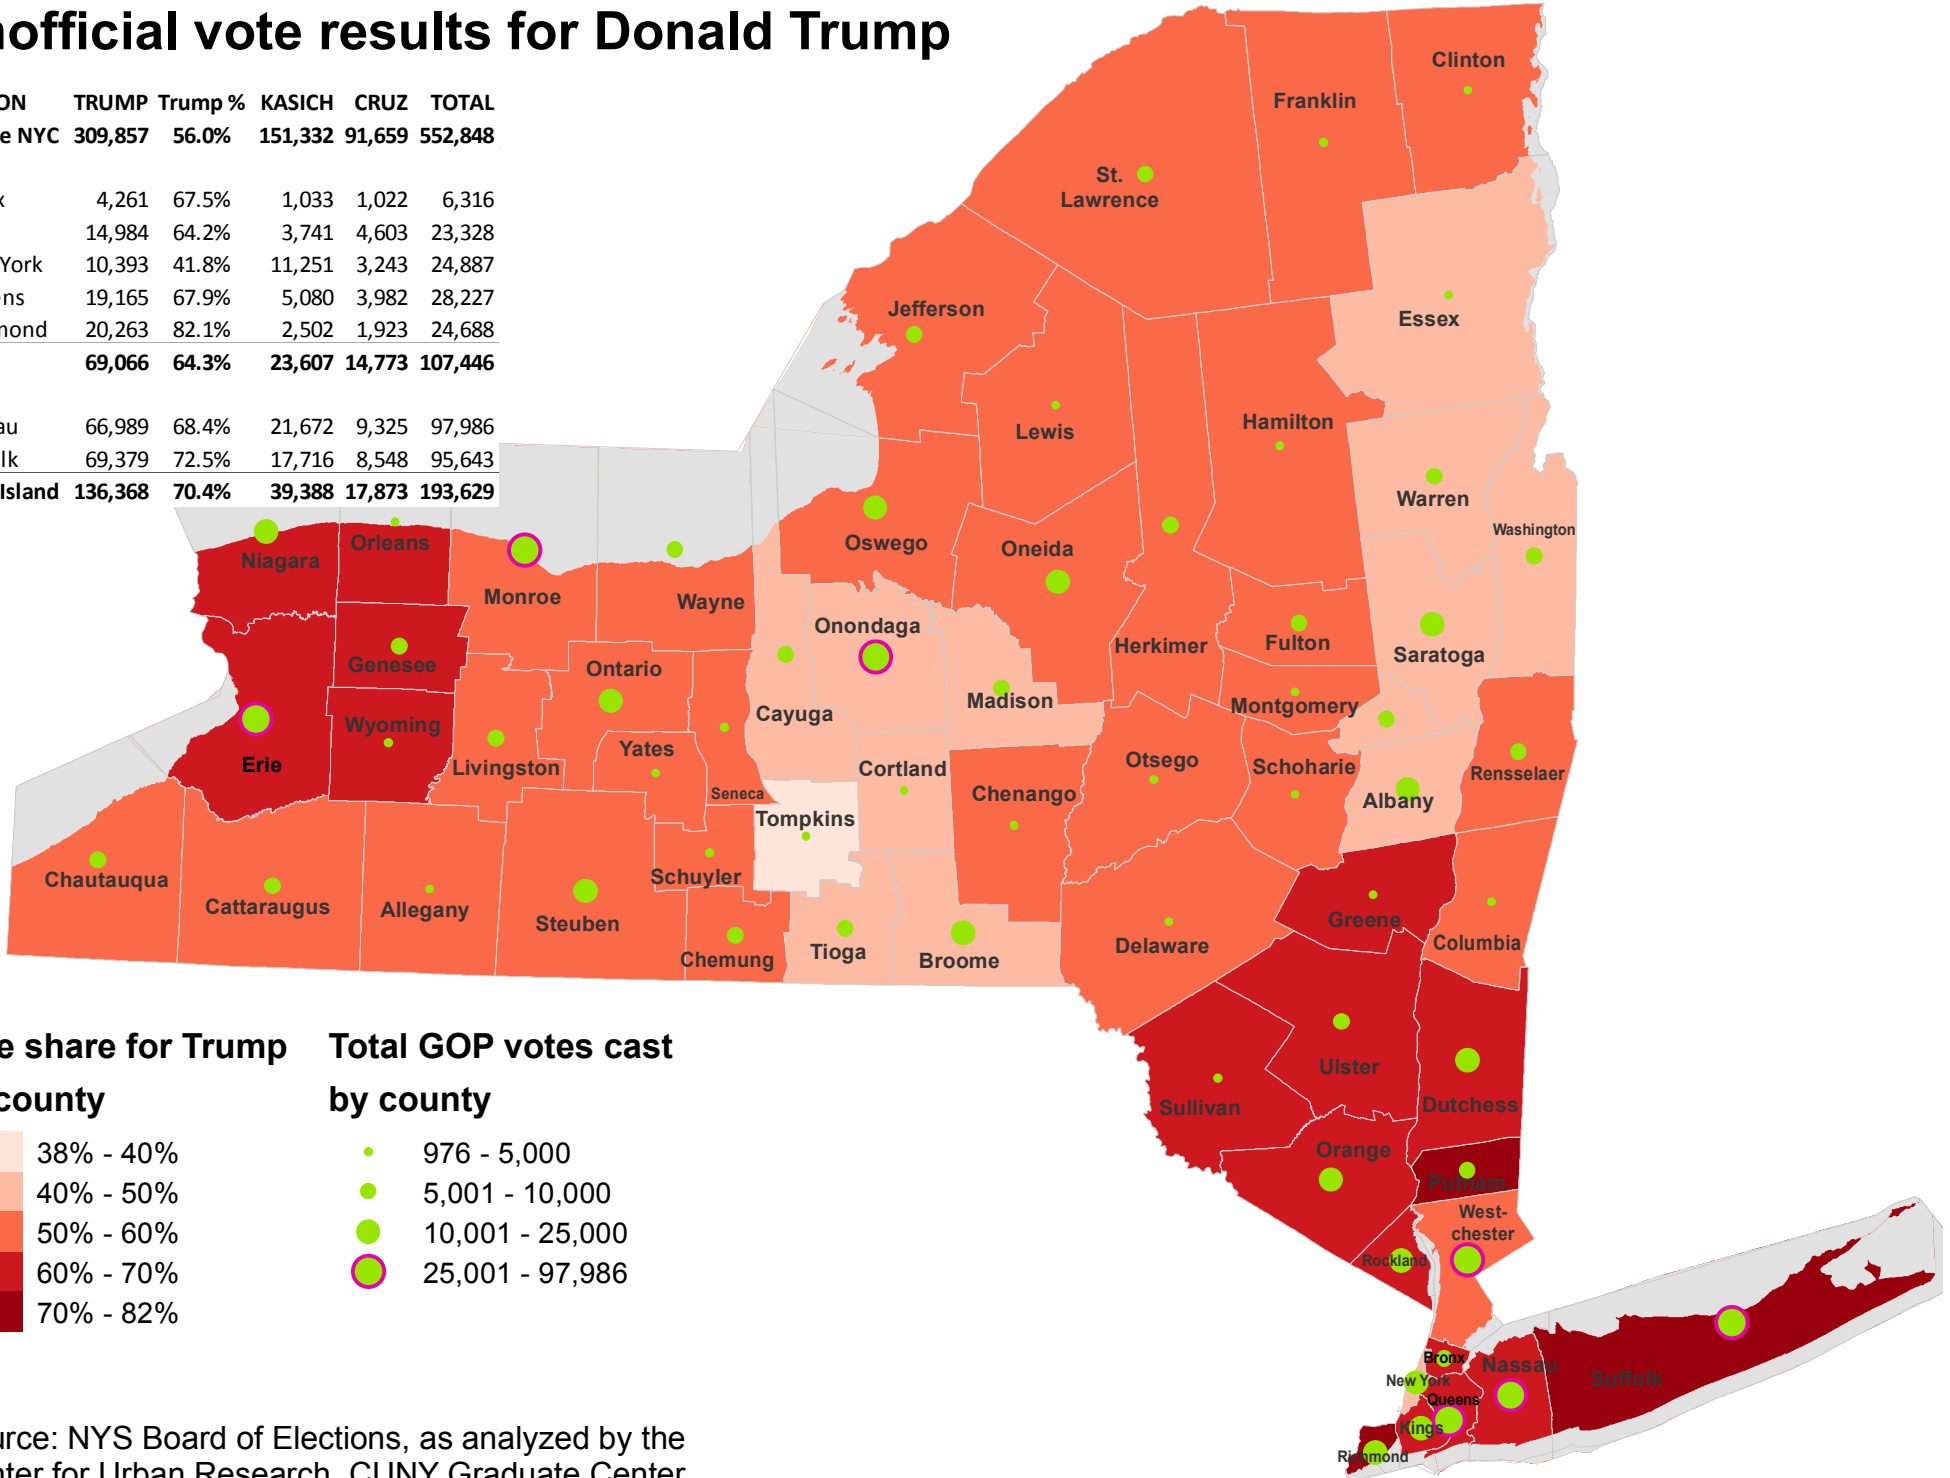 nofficial vote results for Donald Trump
ON TRUMP Trump % KASICH CRUZ TOTAL
e NYC 309,857 56.0% 151,332 91,659 552,848
x 4,261 67.5% 1,033 1,022 6,316
14,984 64.2% 3,741 4,603 23,328
York 10,393 41.8% 11,251 3,243 24,887
ens 19,165 67.9% 5,080 3,982 28,227
mond 20,263 82.1% 2,502 1,923 24,688
69,066 64.3% 23,607 14,773 107,446
au 66,989 68.4% 21,672 9,325 97,986
lk 69,379 72.5% 17,716 8,548 95,643
Island 136,368 70.4% 39,388 17,873 193,629
Clinton
Franklin
St.
Lawrence
Jefferson
Essex
Lewis
Hamilton
Warren
Washington
Oswego
Oneida
Niagara
Orleans
Monroe
Wayne
Onondaga
Herkimer
Fulton
Saratoga
Genesee
Ontario
Madison
Montgomery
Cayuga
Wyoming
Yates
Livingston
Erie
Cortland
Otsego
Schoharie
Rensselaer
Seneca
Chenango
Albany
Tompkins
Chautauqua
Cattaraugus
Allegany
Steuben
Schuyler
Chemung
Tioga
Broome
Delaware
Greene
Columbia
Ulster
Sullivan
Dutchess
Orange
Putnam
West-
chester
Rockland
Bronx
New York
Queens
Kings
Richmond
Nassau
Suffolk
e share for Trump
county
38% - 40%
40% - 50%
50% - 60%
60% - 70%
70% - 82%
Total GOP votes cast
by county
976 - 5,000
5,001 - 10,000
10,001 - 25,000
25,001 - 97,986
urce: NYS Board of Elections, as analyzed by the
nter for Urban Research, CUNY Graduate Center